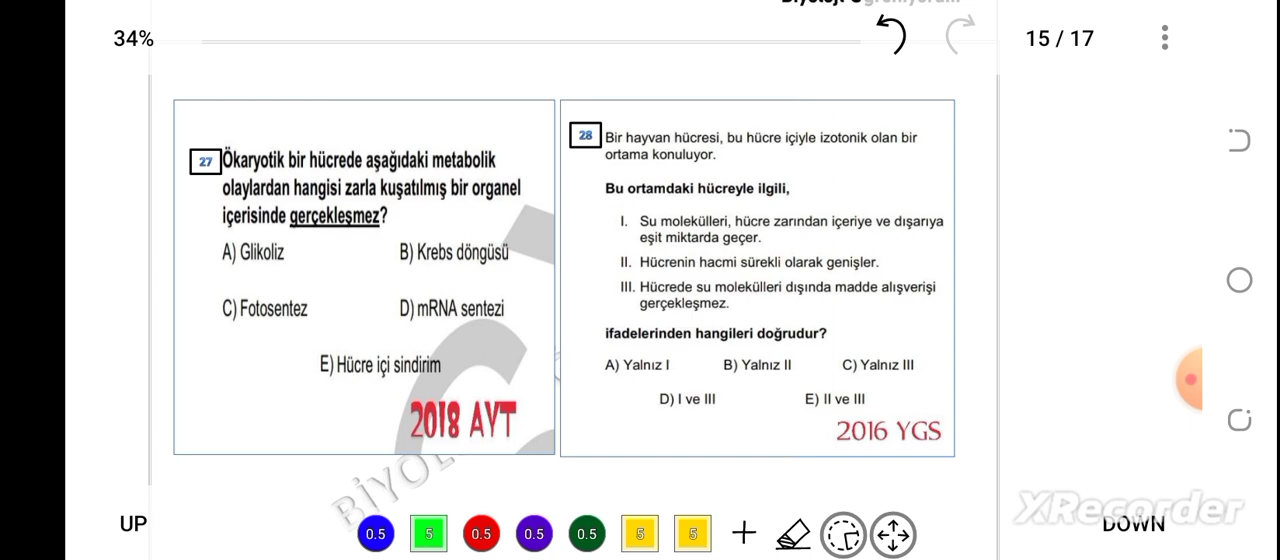 34%
15 / 17
27 Ökaryotik bir hücrede aşağıdaki metabolik
olaylardan hangisi zarla kuşatılmış bir organel
içerisinde gerçekleşmez?
A) Glikoliz
B) Krebs döngüsü
C) Fotosentez
D) mRNA sentezi
E) Hücre içi sindirim
2018 AYT
28 Bir hayvan hücresi, bu hücre içiyle izotonik olan bir
ortama konuluyor.
Bu ortamdaki hücreyle ilgili,
I. Su molekülleri, hücre zarından içeriye ve dışarıya
eşit miktarda geçer.
II. Hücrenin hacmi sürekli olarak genişler.
III. Hücrede su molekülleri dışında madde alışverişi
gerçekleşmez.
ifadelerinden hangileri doğrudur?
A) Yalnız I
B) Yalnız II
C) Yalnız III
D) I ve III
E) II ve III
2016 YGS
XRecorder
UP
0.5
5
0.5
0.5
0.5
5
5
DOWN